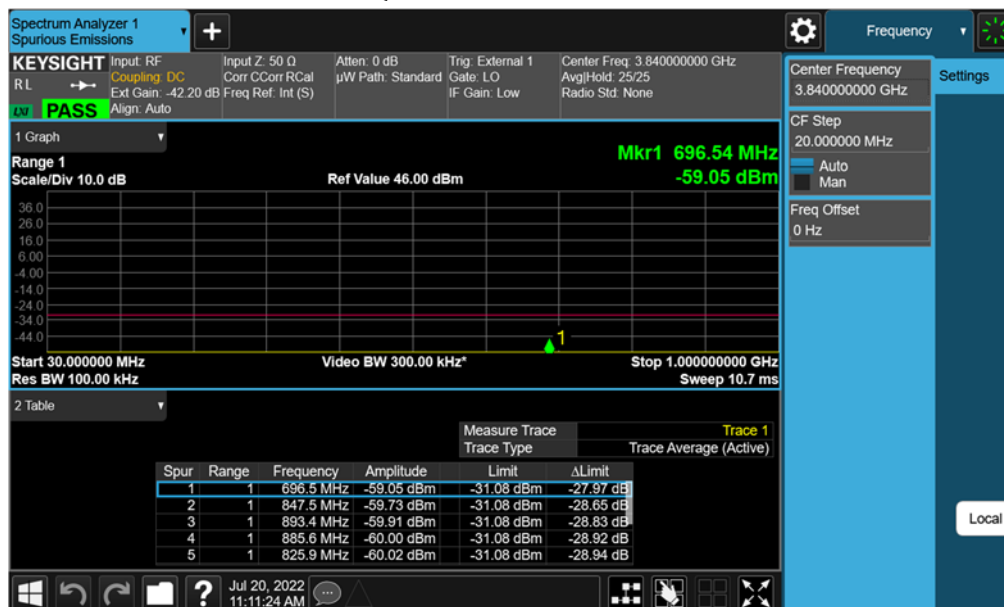 Spectrum Analyzer 1
Spurious Emissions
+
Frequency
KEYSIGHT
RL
LXI
PASS
Input: RF
Coupling: DC
Ext Gain: -42.20 dB
Align: Auto
Input Z: 50 Ω
Corr CCorr RCal
Freq Ref: Int (S)
Atten: 0 dB
µW Path: Standard
Trig: External 1
Gate: LO
IF Gain: Low
Center Freq: 3.840000000 GHz
Avg|Hold: 25/25
Radio Std: None
Center Frequency
3.840000000 GHz
Settings
CF Step
20.000000 MHz
Auto
Man
Freq Offset
0 Hz
1 Graph
Range 1
Scale/Div 10.0 dB
Ref Value 46.00 dBm
Mkr1 696.54 MHz
-59.05 dBm
36.0
26.0
16.0
6.00
-4.00
-14.0
-24.0
-34.0
-44.0
1
Start 30.000000 MHz
Video BW 300.00 kHz*
Stop 1.000000000 GHz
Res BW 100.00 kHz
Sweep 10.7 ms
2 Table
Measure Trace Trace 1
Trace Type Trace Average (Active)
Spur Range Frequency Amplitude Limit ΔLimit
1 1 696.5 MHz -59.05 dBm -31.08 dBm -27.97 dB
2 1 847.5 MHz -59.73 dBm -31.08 dBm -28.65 dB
3 1 893.4 MHz -59.91 dBm -31.08 dBm -28.83 dB
4 1 885.6 MHz -60.00 dBm -31.08 dBm -28.92 dB
5 1 825.9 MHz -60.02 dBm -31.08 dBm -28.94 dB
Local
?
Jul 20, 2022
11:11:24 AM